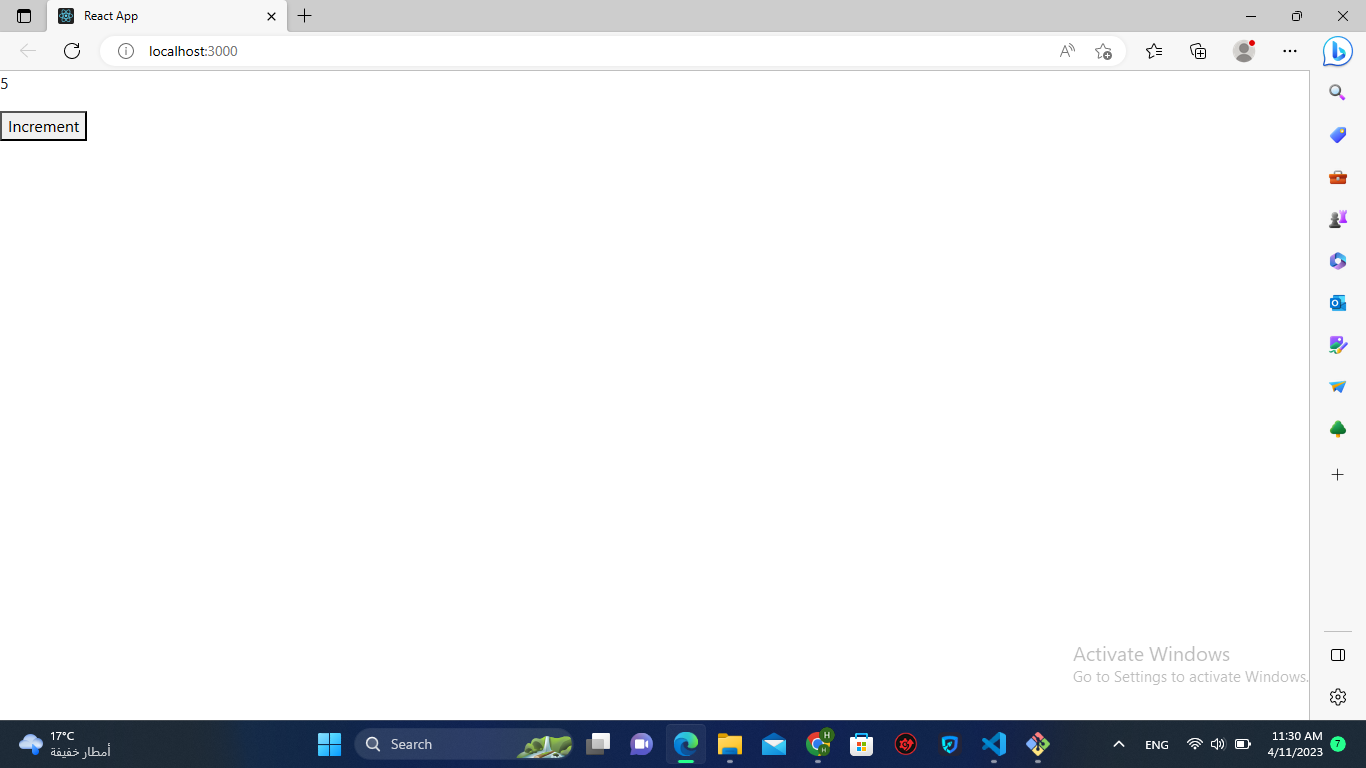 React App
localhost:3000
5
Increment
Activate Windows
Go to Settings to activate Windows.
17°C
أمطار خفيفة
Search
H
H
ENG
11:30 AM
4/11/2023
7